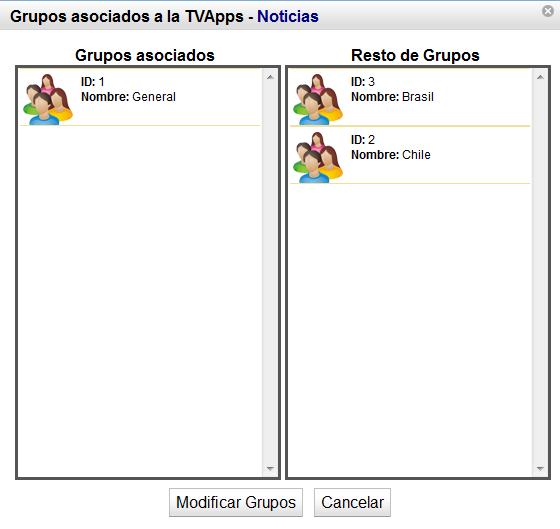 Grupos asociados a la TVApps - Noticias
Grupos asociados
ID: 1
Nombre: General
Resto de Grupos
ID: 3
Nombre: Brasil
ID: 2
Nombre: Chile
Modificar Grupos
Cancelar